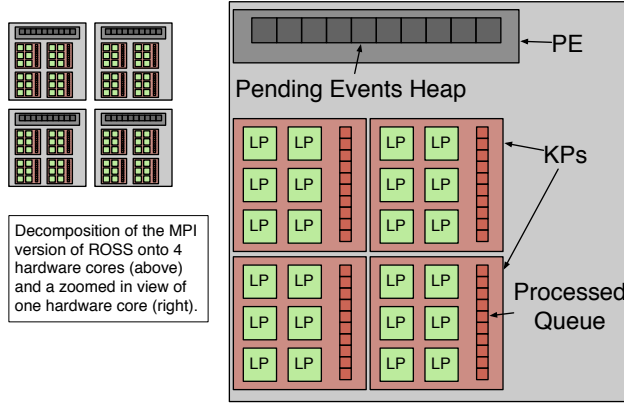 PE
Pending Events Heap
LP LP LP LP
LP LP LP LP
LP LP LP LP
KPs
LP LP LP LP
LP LP LP LP
LP LP LP LP
Processed
Queue
Decomposition of the MPI
version of ROSS onto 4
hardware cores (above)
and a zoomed in view of
one hardware core (right).